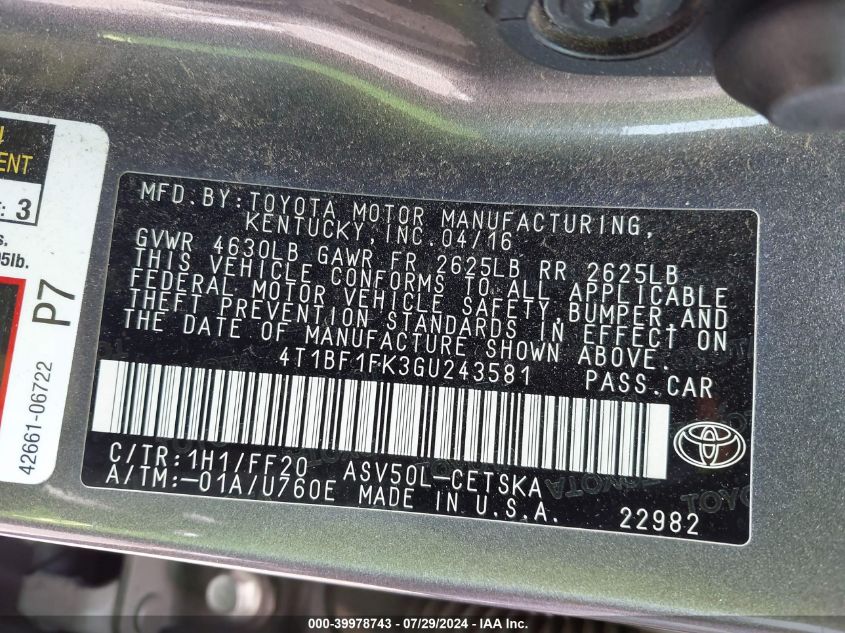 MFD.BY:TOYOTA MOTOR MANUFACTURING,
KENTUCKY,INC.04/16
GVWR 4630LB GAWR FR 2625LB RR 2625LB
THIS VEHICLE CONFORMS TO ALL APPLICABLE
FEDERAL MOTOR VEHICLE SAFETY,BUMPER,AND
THEFT PREVENTION STANDARDS IN EFFECT ON
THE DATE OF MANUFACTURE SHOWN ABOVE.
4T1BF1FK3GU243581 PASS.CAR
C/TR:1H1/FF20 ASV50L-CETSKA
A/TM:-01A/U760E MADE IN U.S.A.
22982
: 3
5lb.
P7
42661-06722
000-39978743 / 07/29/2024 - IAA Inc.